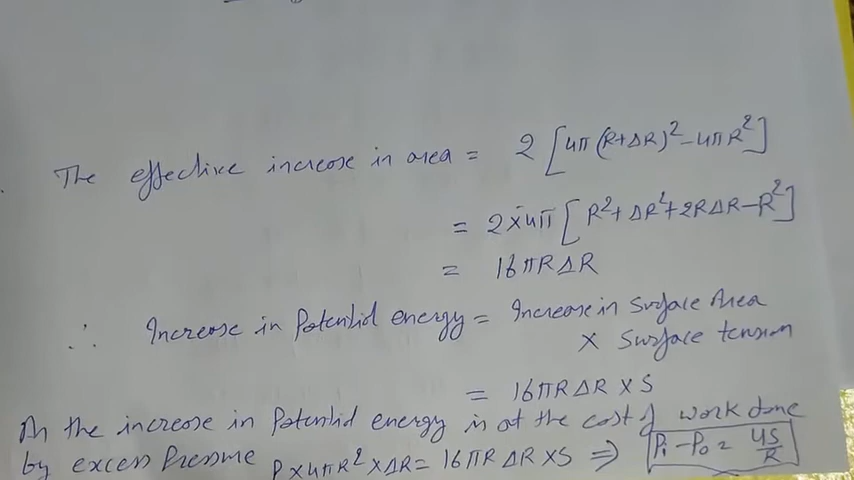 The effective increase in area = 2 [4π(R+ΔR)² - 4πR²]
= 2×4π[R²+ΔR²+2RΔR-R²]
= 16πRΔR
∴ Increase in Potential energy = Increase in Surface Area
× Surface tension
= 16πRΔR×S
As the increase in Potential energy is at the cost of work done
by excess Pressure P×4πR²×ΔR = 16πRΔR×S ⇒ Pi-Po = 4S/R